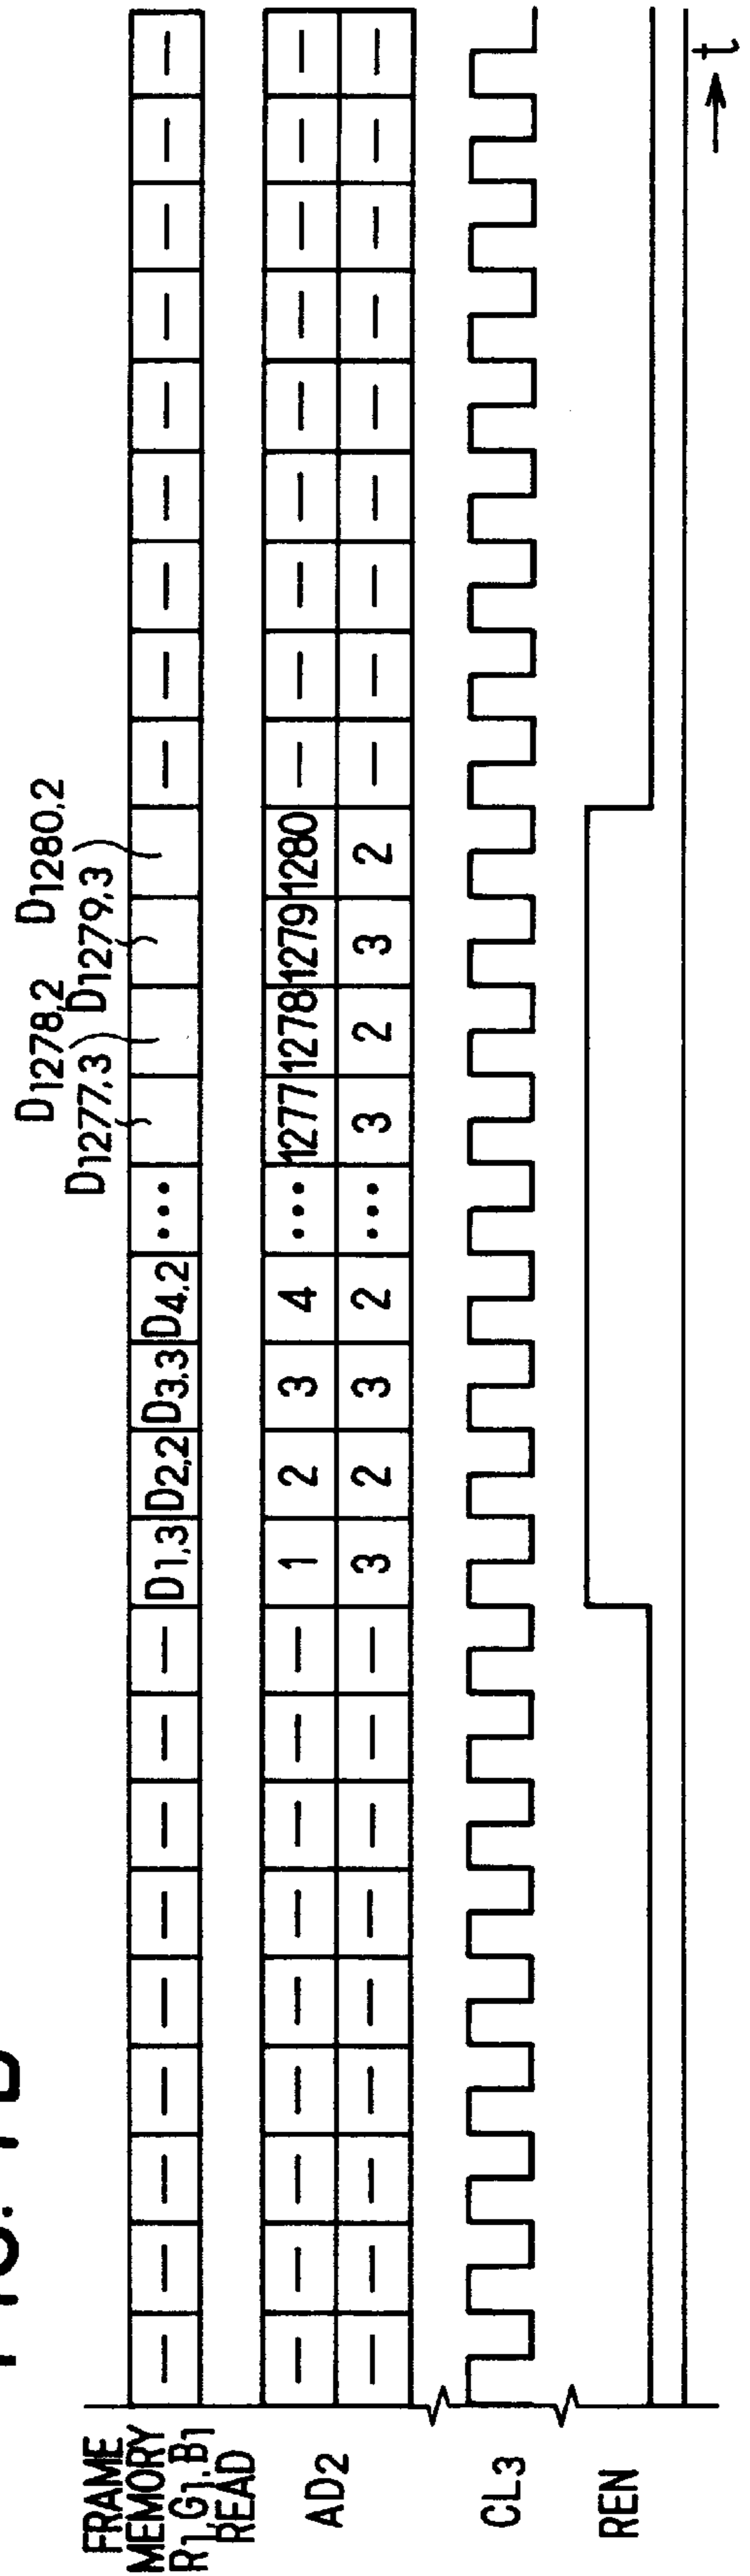 D1278,2 D1280,2
D1277,3 D1279,3
FRAME
MEMORY
R1,G1,B1
READ
— — — — — — — — — D1,3 D2,2 D3,3 D4,2 ••• — — — — — — — — —
AD2
— — — — — — — — — 1 2 3 4 ••• 1277 1278 1279 1280 — — — — — — — — —
— — — — — — — — — 3 2 3 2 ••• 3 2 3 2 — — — — — — — — —
CL3
REN
t